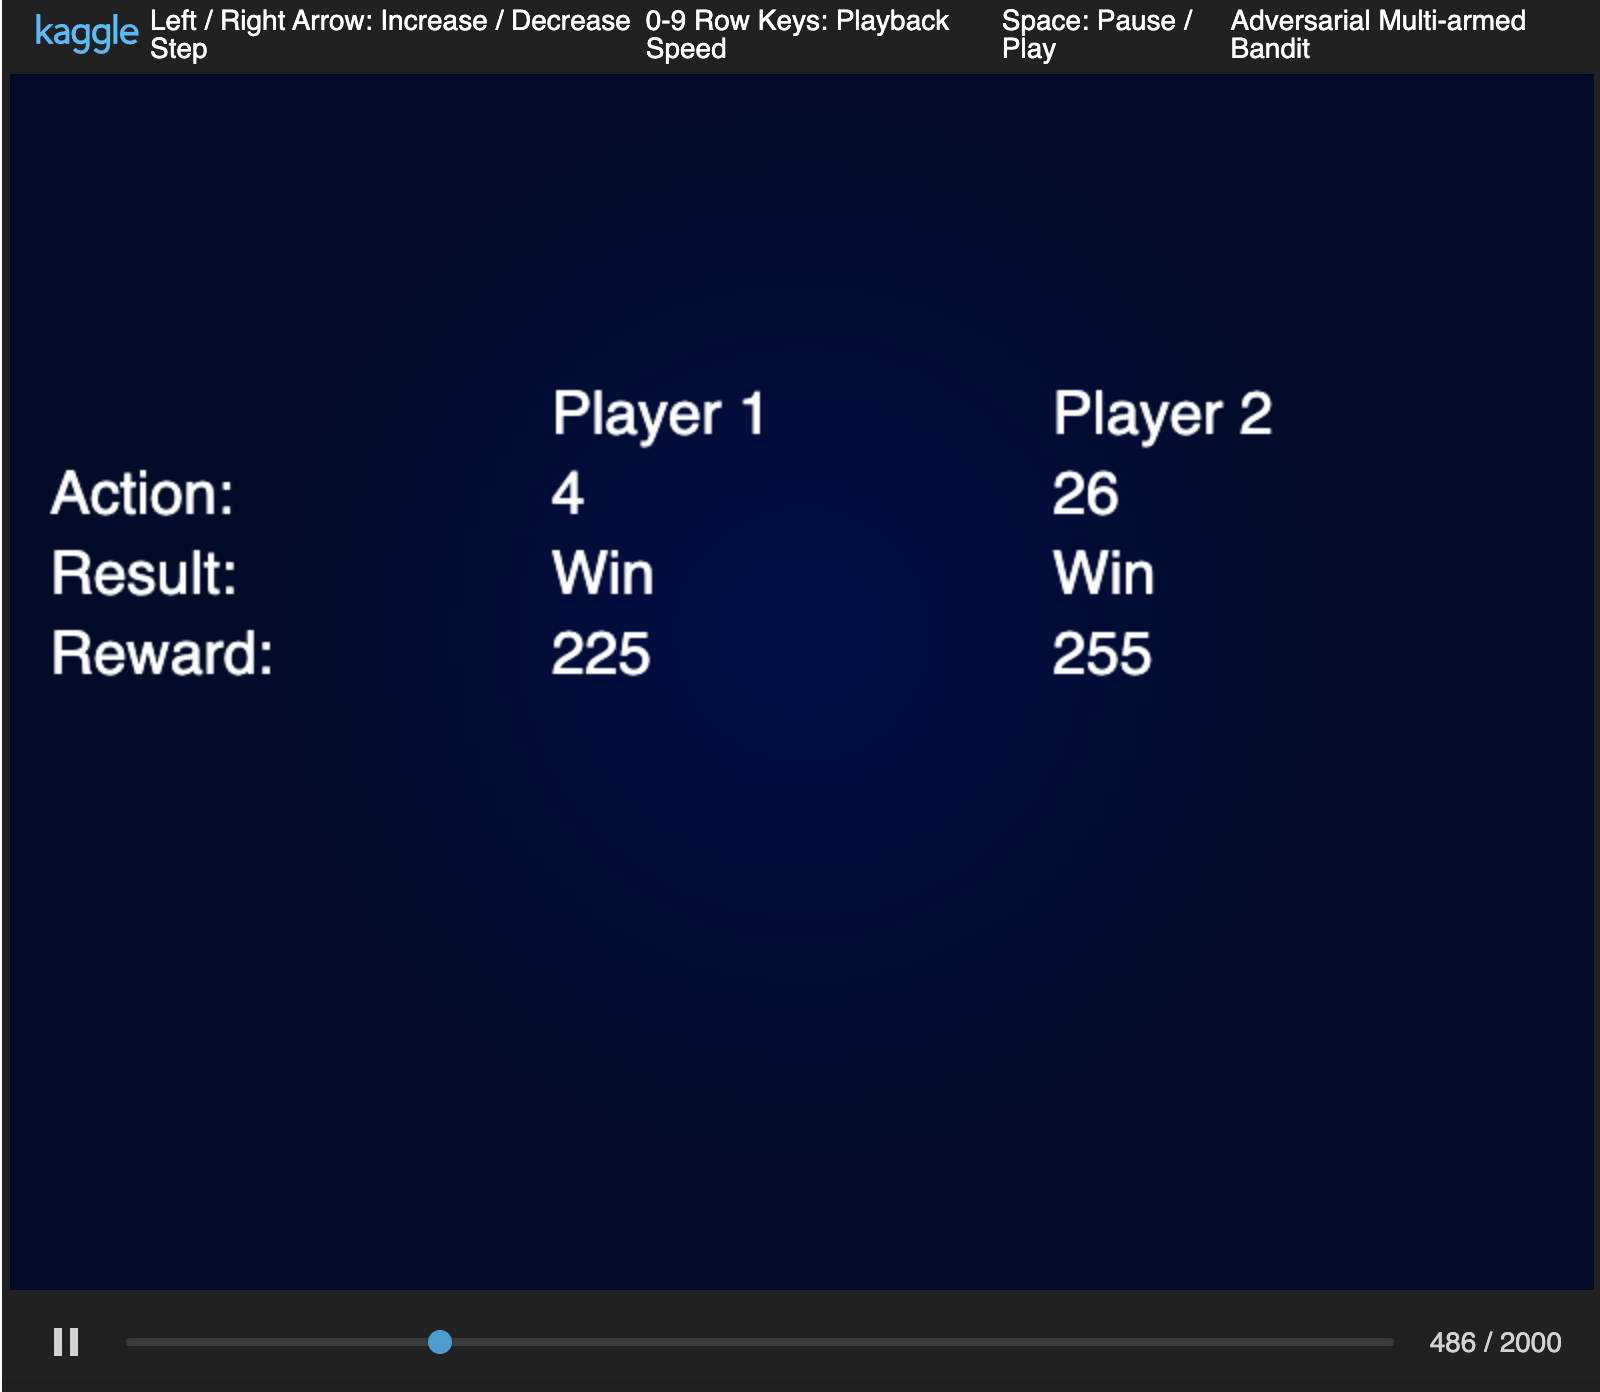 kaggle
Left / Right Arrow: Increase / Decrease
Step
0-9 Row Keys: Playback
Speed
Space: Pause /
Play
Adversarial Multi-armed
Bandit
Player 1 Player 2
Action: 4 26
Result: Win Win
Reward: 225 255
486 / 2000